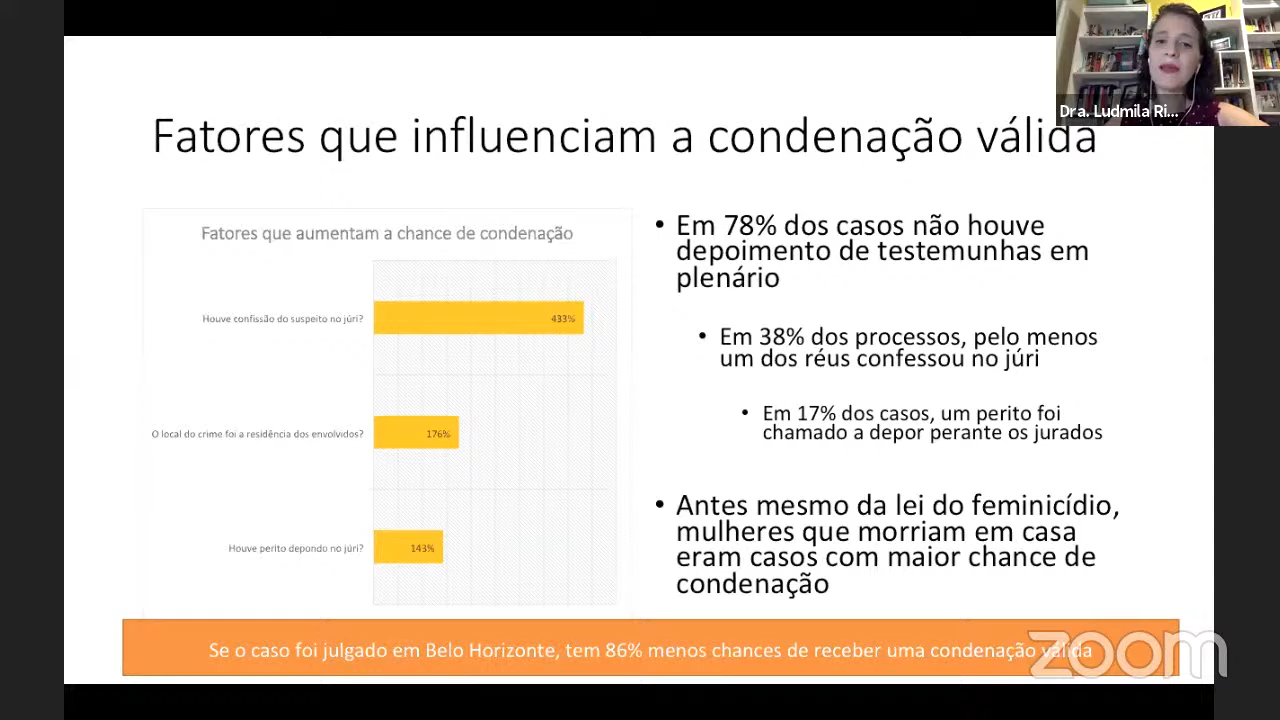 Dra. Ludmila Ri...
Fatores que influenciam a condenação válida
Fatores que aumentam a chance de condenação
Houve confissão do suspeito no júri?
433%
O local do crime foi a residência dos envolvidos?
176%
Houve perito depondo no júri?
143%
• Em 78% dos casos não houve
depoimento de testemunhas em
plenário
• Em 38% dos processos, pelo menos
um dos réus confessou no júri
• Em 17% dos casos, um perito foi
chamado a depor perante os jurados
• Antes mesmo da lei do feminicídio,
mulheres que morriam em casa
eram casos com maior chance de
condenação
Se o caso foi julgado em Belo Horizonte, tem 86% menos chances de receber uma condenação válida
zoom